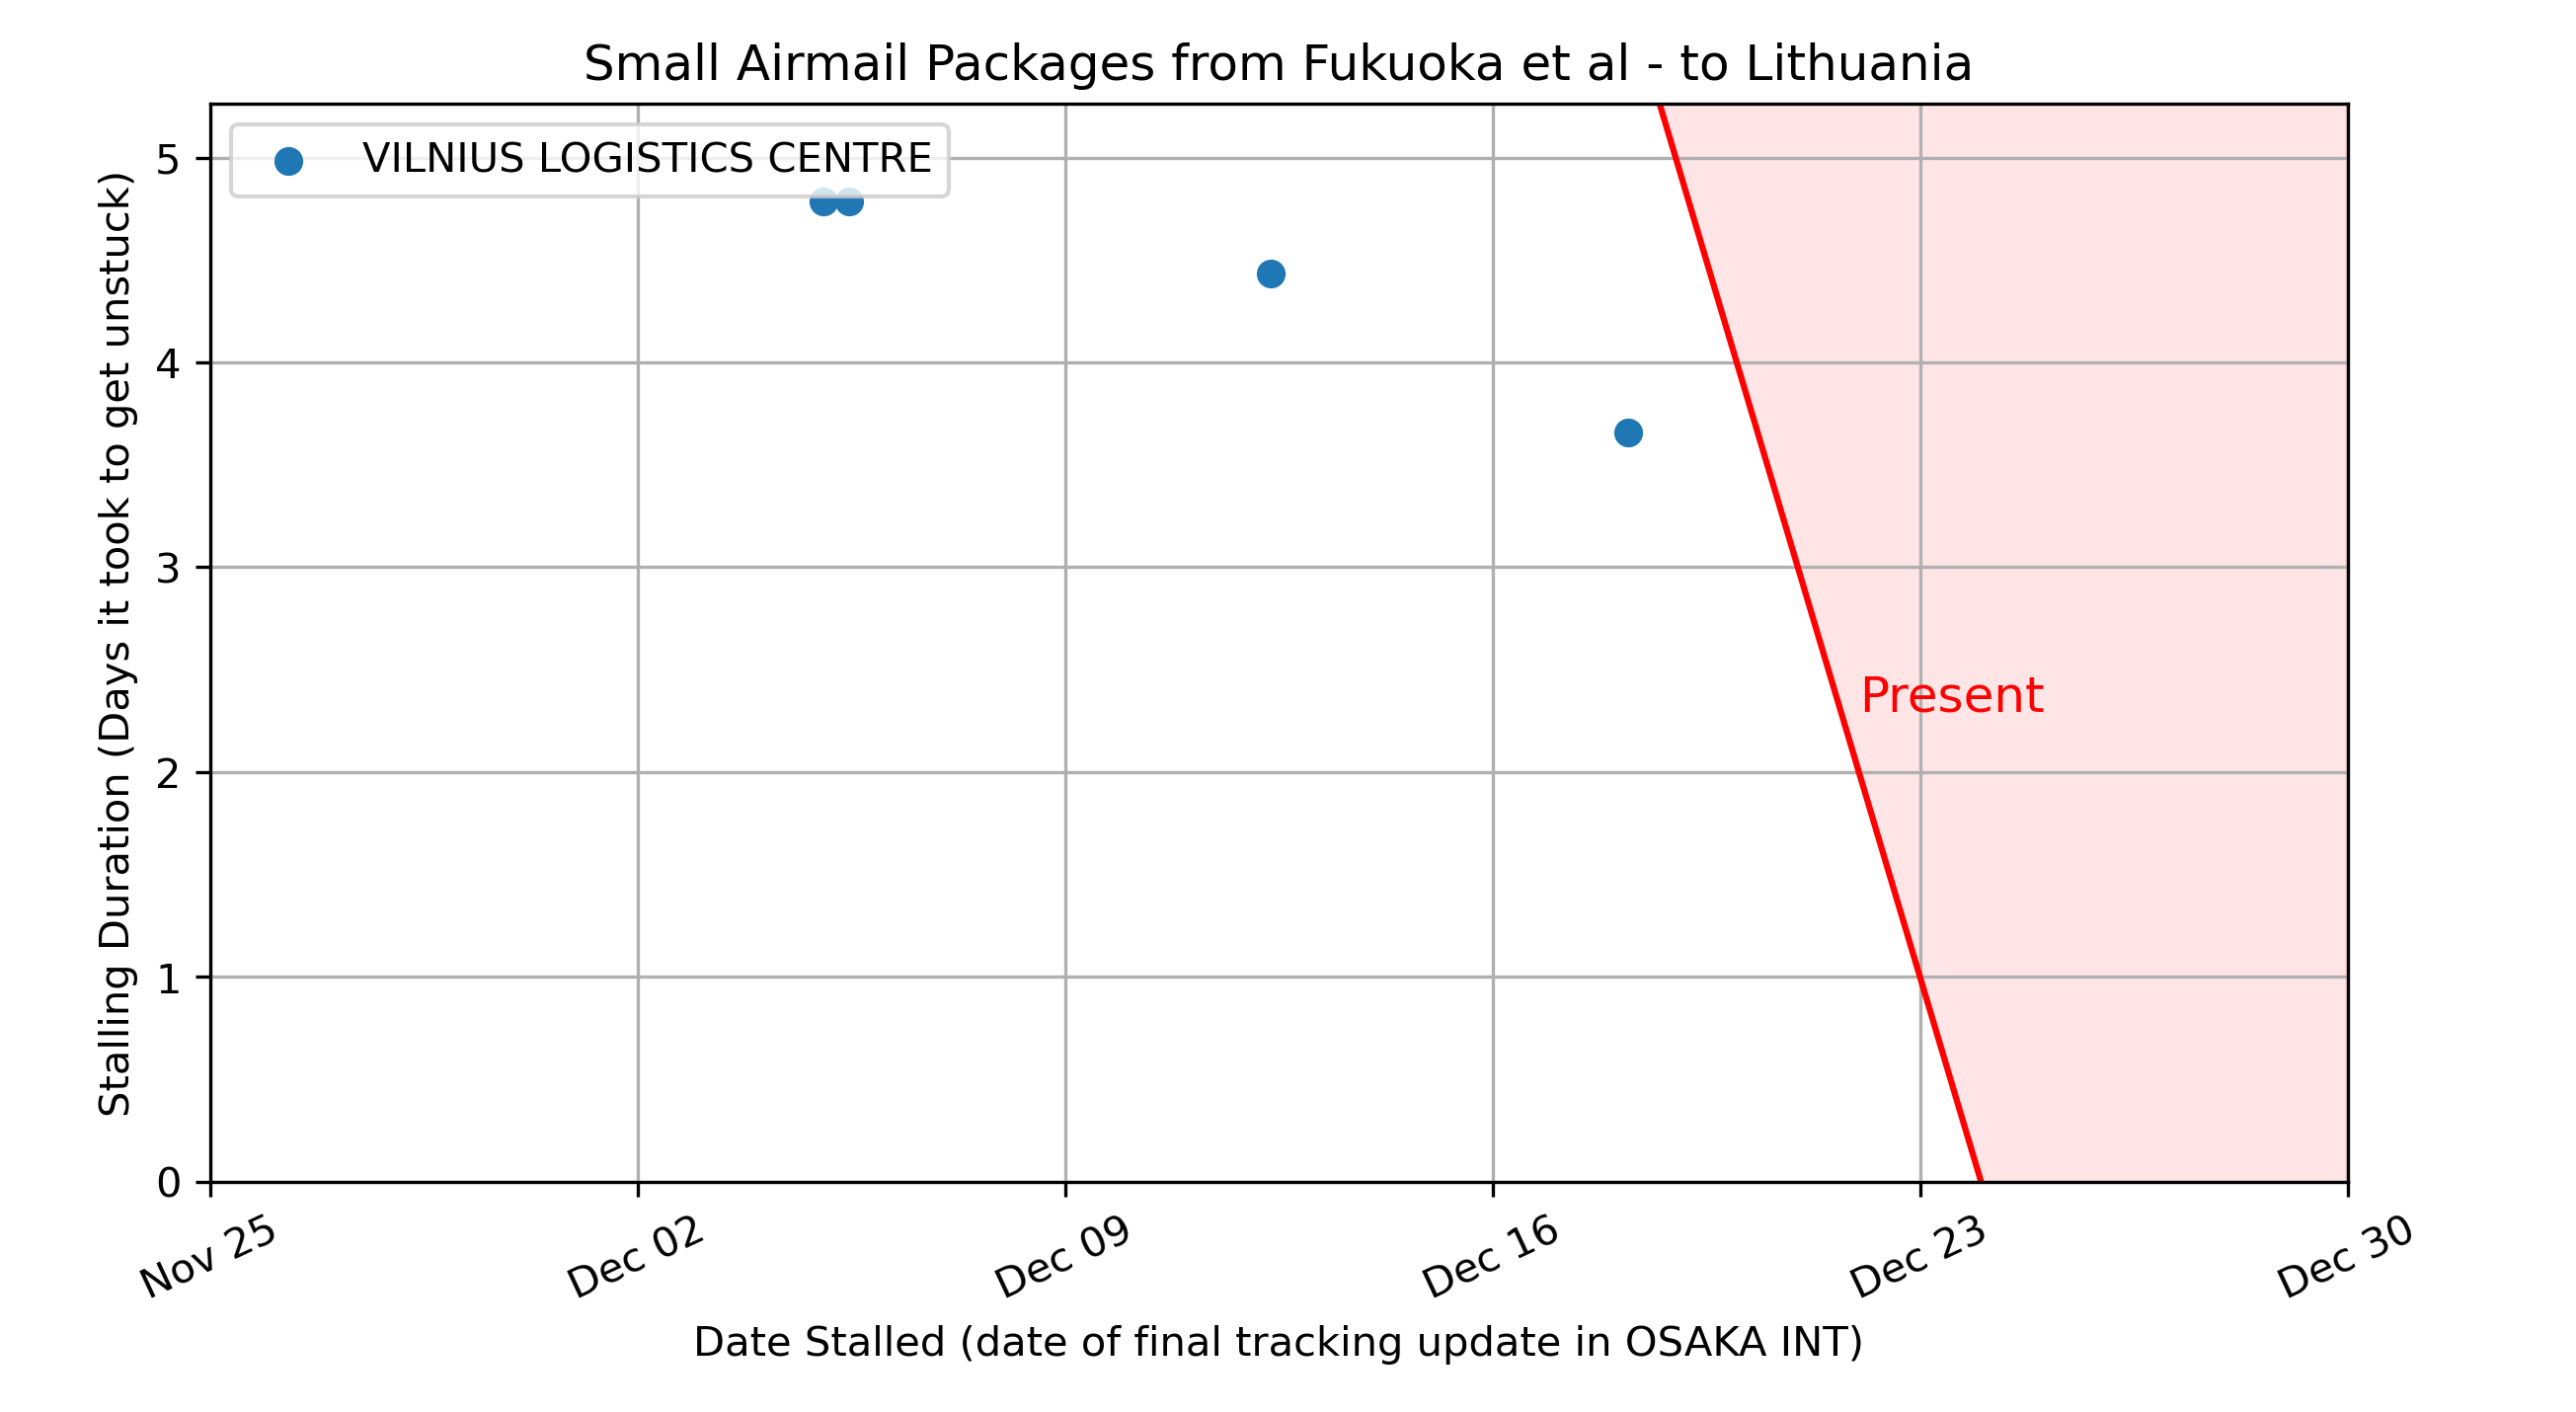 Small Airmail Packages from Fukuoka et al - to Lithuania
VILNIUS LOGISTICS CENTRE
Stalling Duration (Days it took to get unstuck)
5
4
3
2
1
0
Present
Nov 25
Dec 02
Dec 09
Dec 16
Dec 23
Dec 30
Date Stalled (date of final tracking update in OSAKA INT)